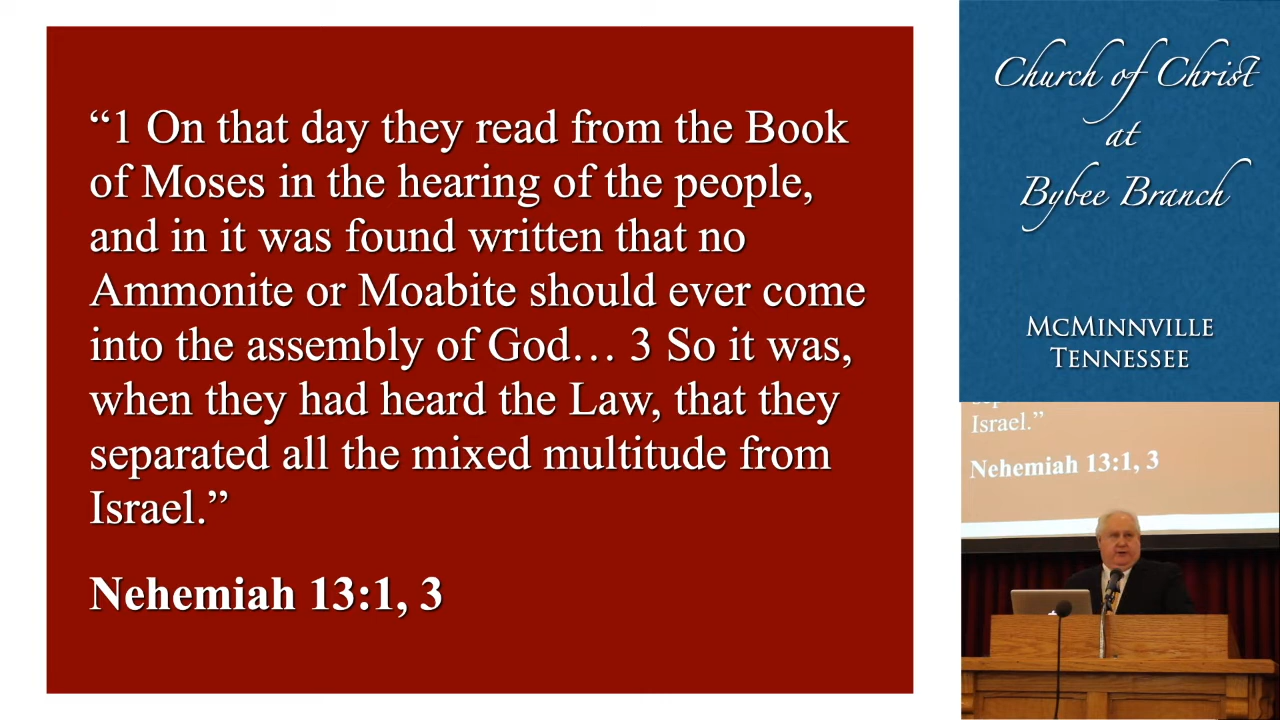 “1 On that day they read from the Book
of Moses in the hearing of the people,
and in it was found written that no
Ammonite or Moabite should ever come
into the assembly of God… 3 So it was,
when they had heard the Law, that they
separated all the mixed multitude from
Israel.”
Nehemiah 13:1, 3
Church of Christ
at
Bybee Branch
McMinnville
Tennessee
Israel.”
Nehemiah 13:1, 3